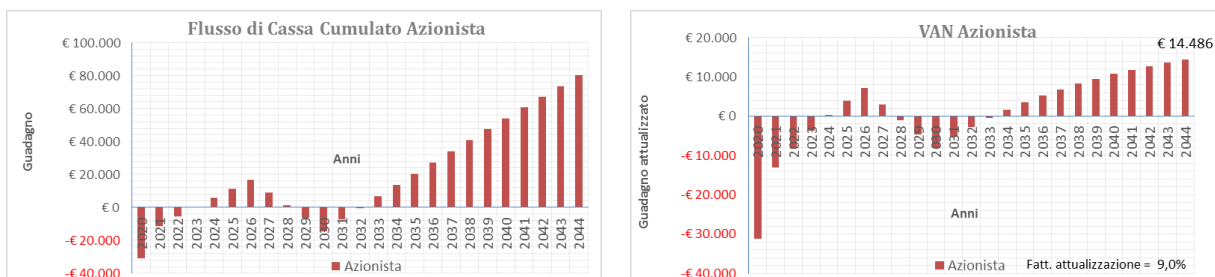 Flusso di Cassa Cumulato Azionista
€ 100.000
€ 80.000
€ 60.000
€ 40.000
€ 20.000
€ 0
-€ 20.000
-€ 40.000
Guadagno
Anni
2020 2021 2022 2023 2024 2025 2026 2027 2028 2029 2030 2031 2032 2033 2034 2035 2036 2037 2038 2039 2040 2041 2042 2043 2044
Azionista
VAN Azionista
€ 14.486
€ 20.000
€ 10.000
€ 0
-€ 10.000
-€ 20.000
-€ 30.000
-€ 40.000
Guadagno attualizzato
2020 2021 2022 2023 2024 2025 2026 2027 2028 2029 2030 2031 2032 2033 2034 2035 2036 2037 2038 2039 2040 2041 2042 2043 2044
Anni
Azionista
Fatt. attualizzazione = 9,0%